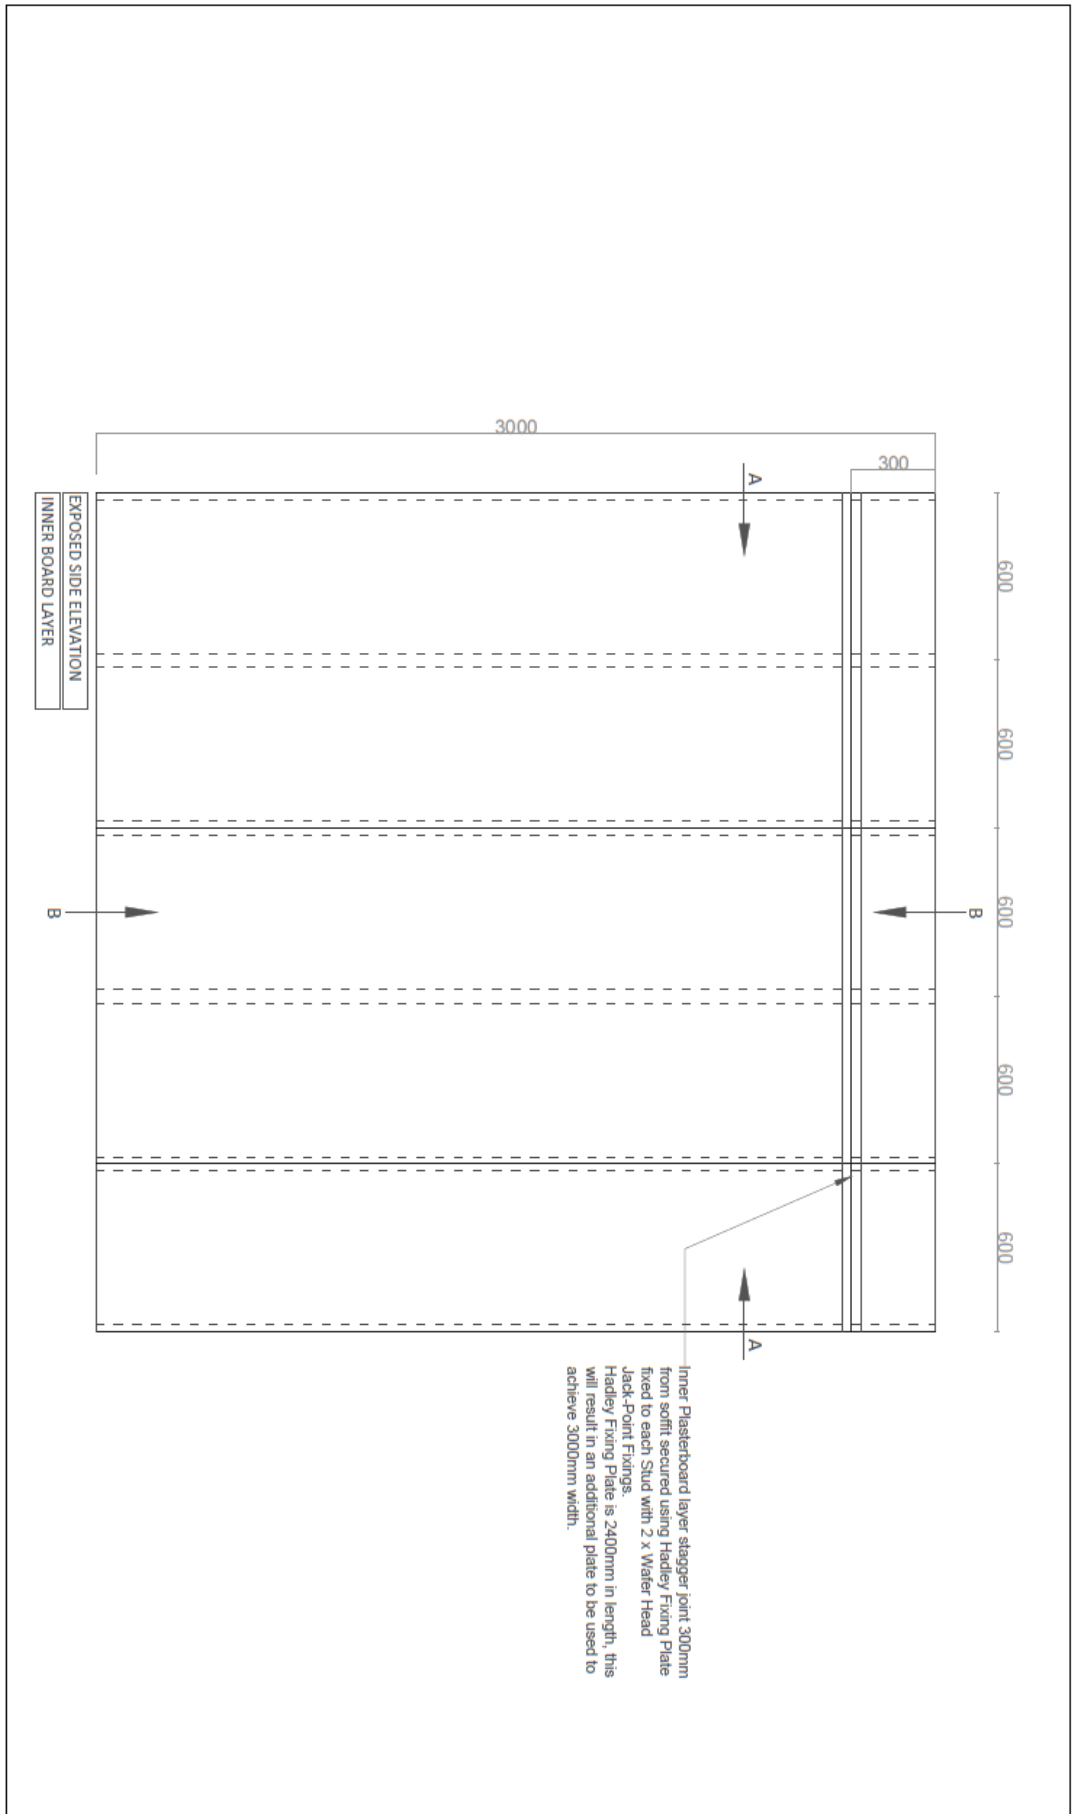 600
600
600
600
600
B
300
3000
A
A
Inner Plasterboard layer stagger joint 300mm
from soffit secured using Hadley Fixing Plate
fixed to each Stud with 2 x Wafer Head
Jack-Point Fixings.
Hadley Fixing Plate is 2400mm in length, this
will result in an additional plate to be used to
achieve 3000mm width.
B
EXPOSED SIDE ELEVATION
INNER BOARD LAYER